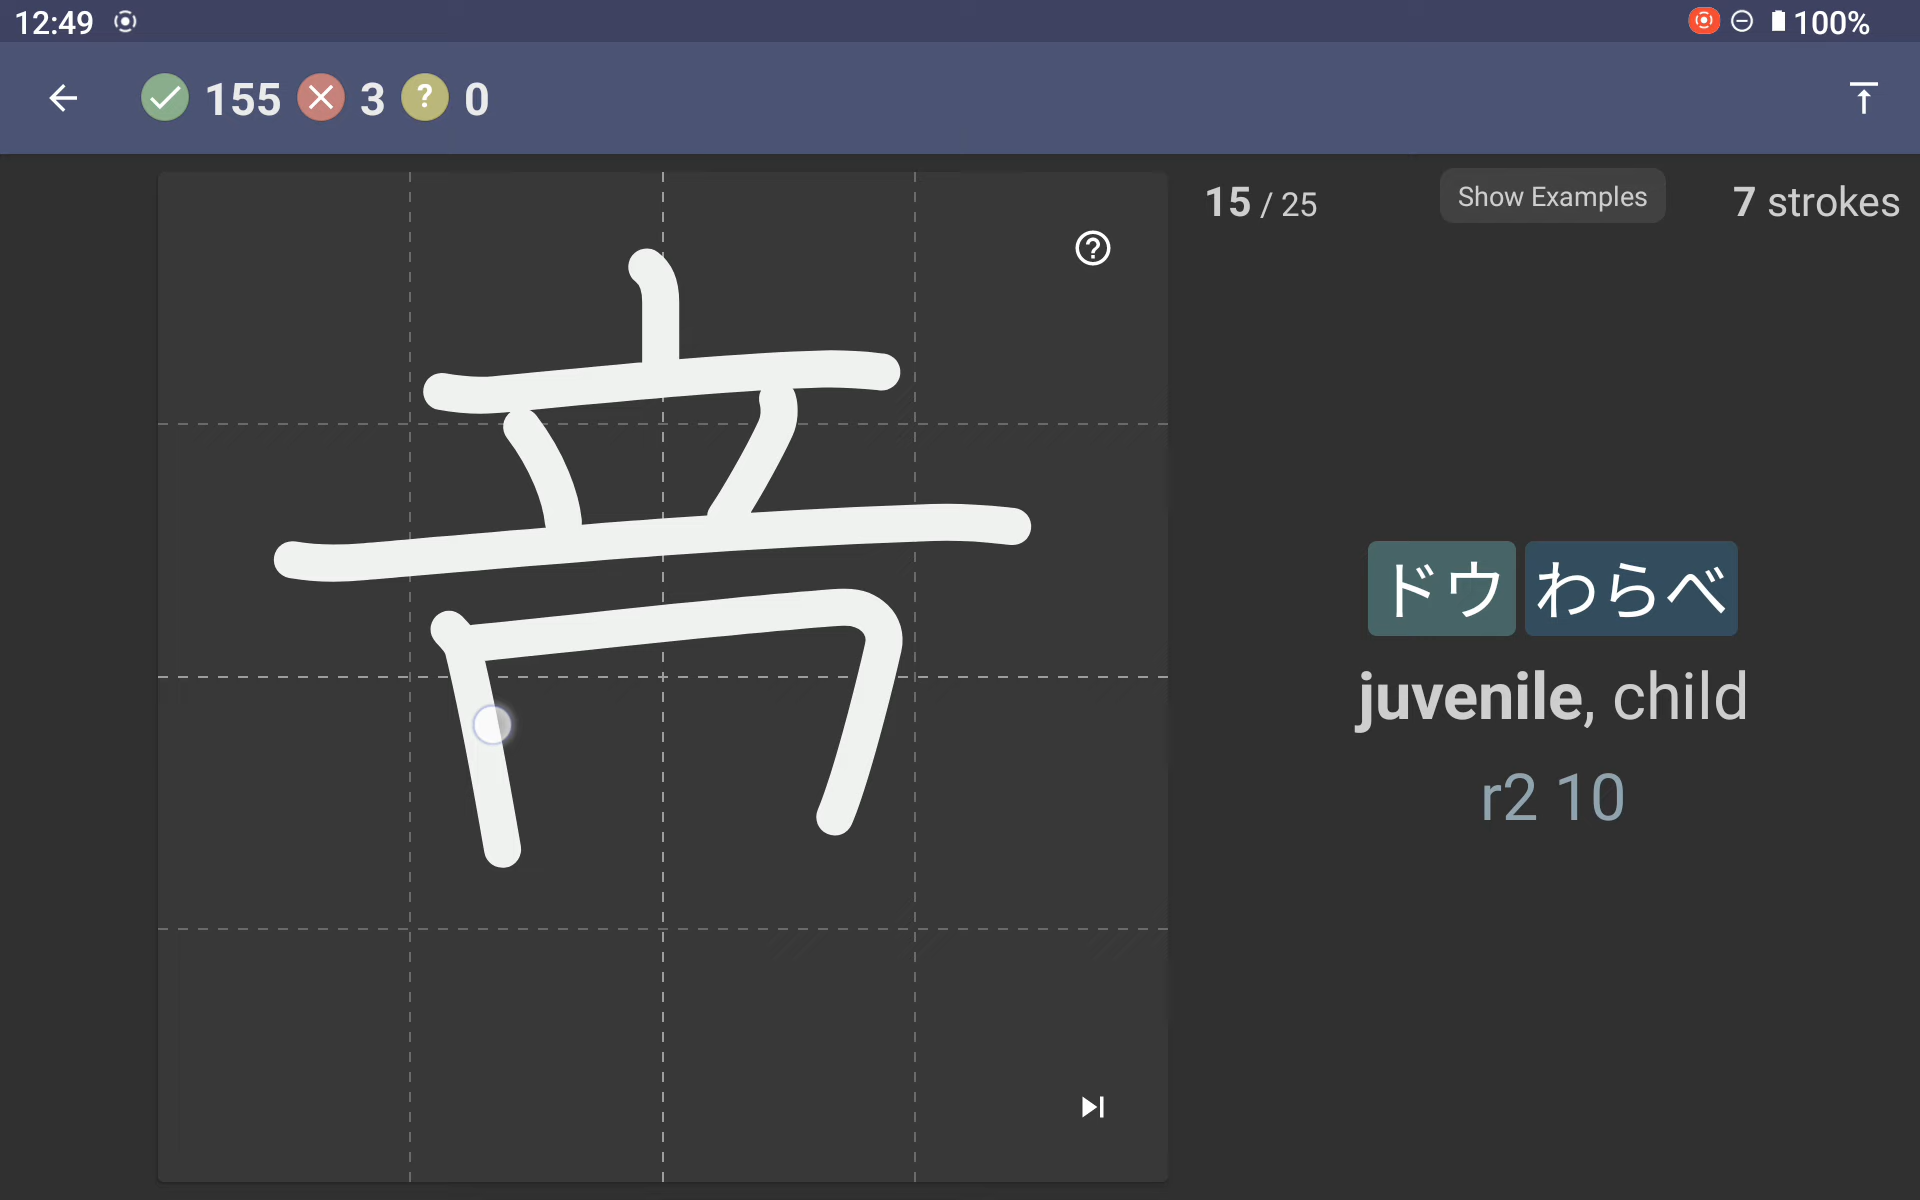 12:49 100%
155 3 ? 0
15 / 25 Show Examples 7 strokes
ドウ わらべ
juvenile, child
r2 10